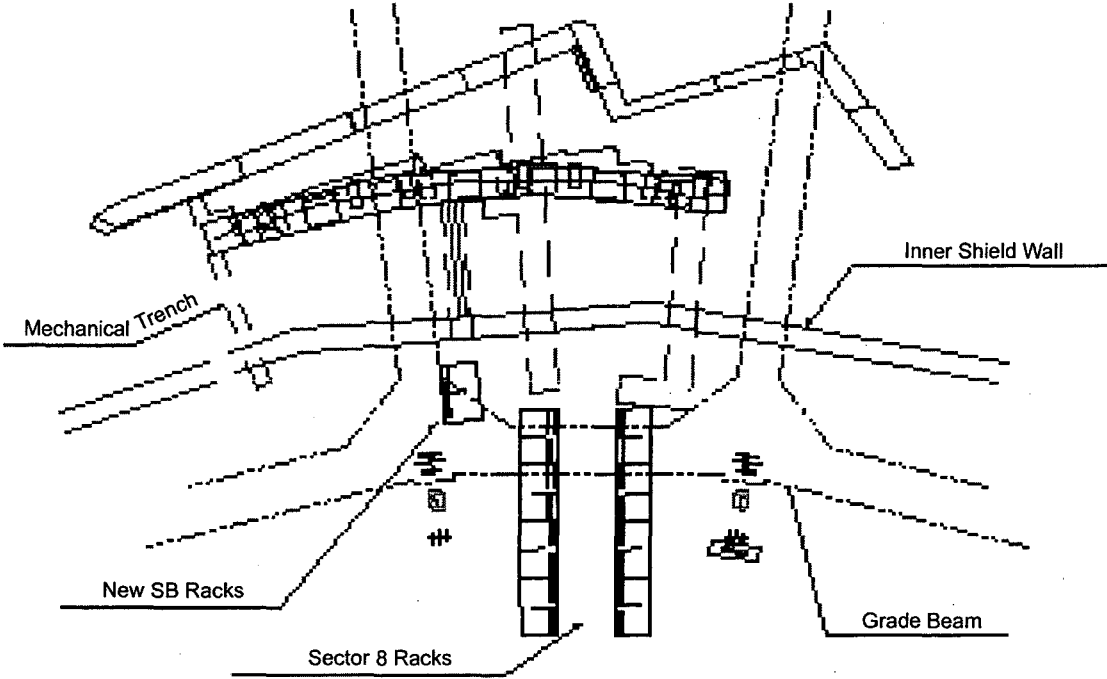 Inner Shield Wall
Mechanical Trench
New SB Racks
Grade Beam
Sector 8 Racks